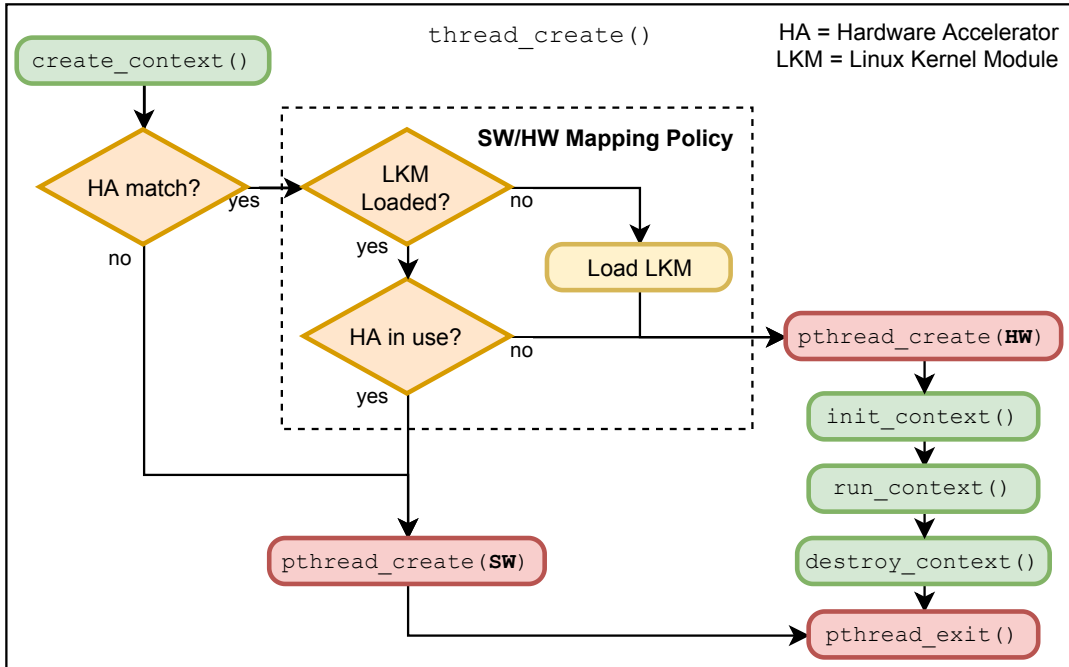 thread_create()
HA = Hardware Accelerator
LKM = Linux Kernel Module
create_context()
SW/HW Mapping Policy
HA match?
yes
no
LKM
Loaded?
no
yes
Load LKM
HA in use?
no
yes
pthread_create(HW)
init_context()
run_context()
pthread_create(SW)
destroy_context()
pthread_exit()